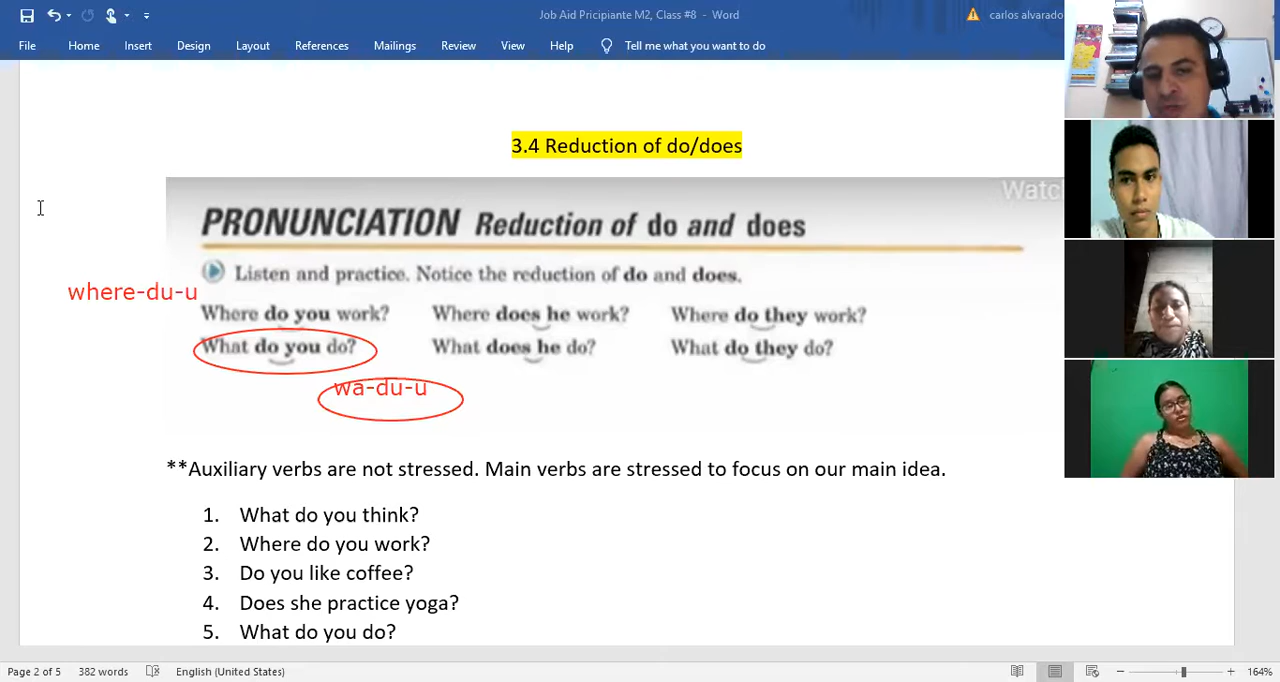 Job Aid Pricipiante M2, Class #8 - Word
carlos alvarado
File Home Insert Design Layout References Mailings Review View Help Tell me what you want to do
3.4 Reduction of do/does
Watch
PRONUNCIATION Reduction of do and does
Listen and practice. Notice the reduction of do and does.
where-du-u
Where do you work? Where does he work? Where do they work?
What do you do? What does he do? What do they do?
wa-du-u
**Auxiliary verbs are not stressed. Main verbs are stressed to focus on our main idea.
1. What do you think?
2. Where do you work?
3. Do you like coffee?
4. Does she practice yoga?
5. What do you do?
Page 2 of 5 382 words English (United States) 164%